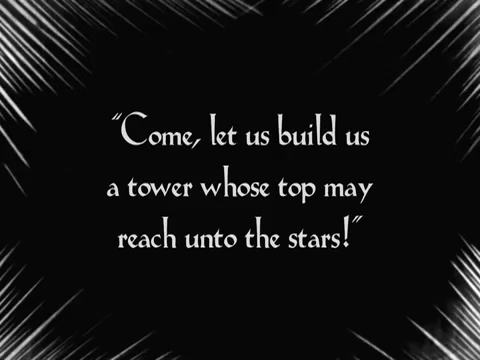 “Come, let us build us
a tower whose top may
reach unto the stars!”